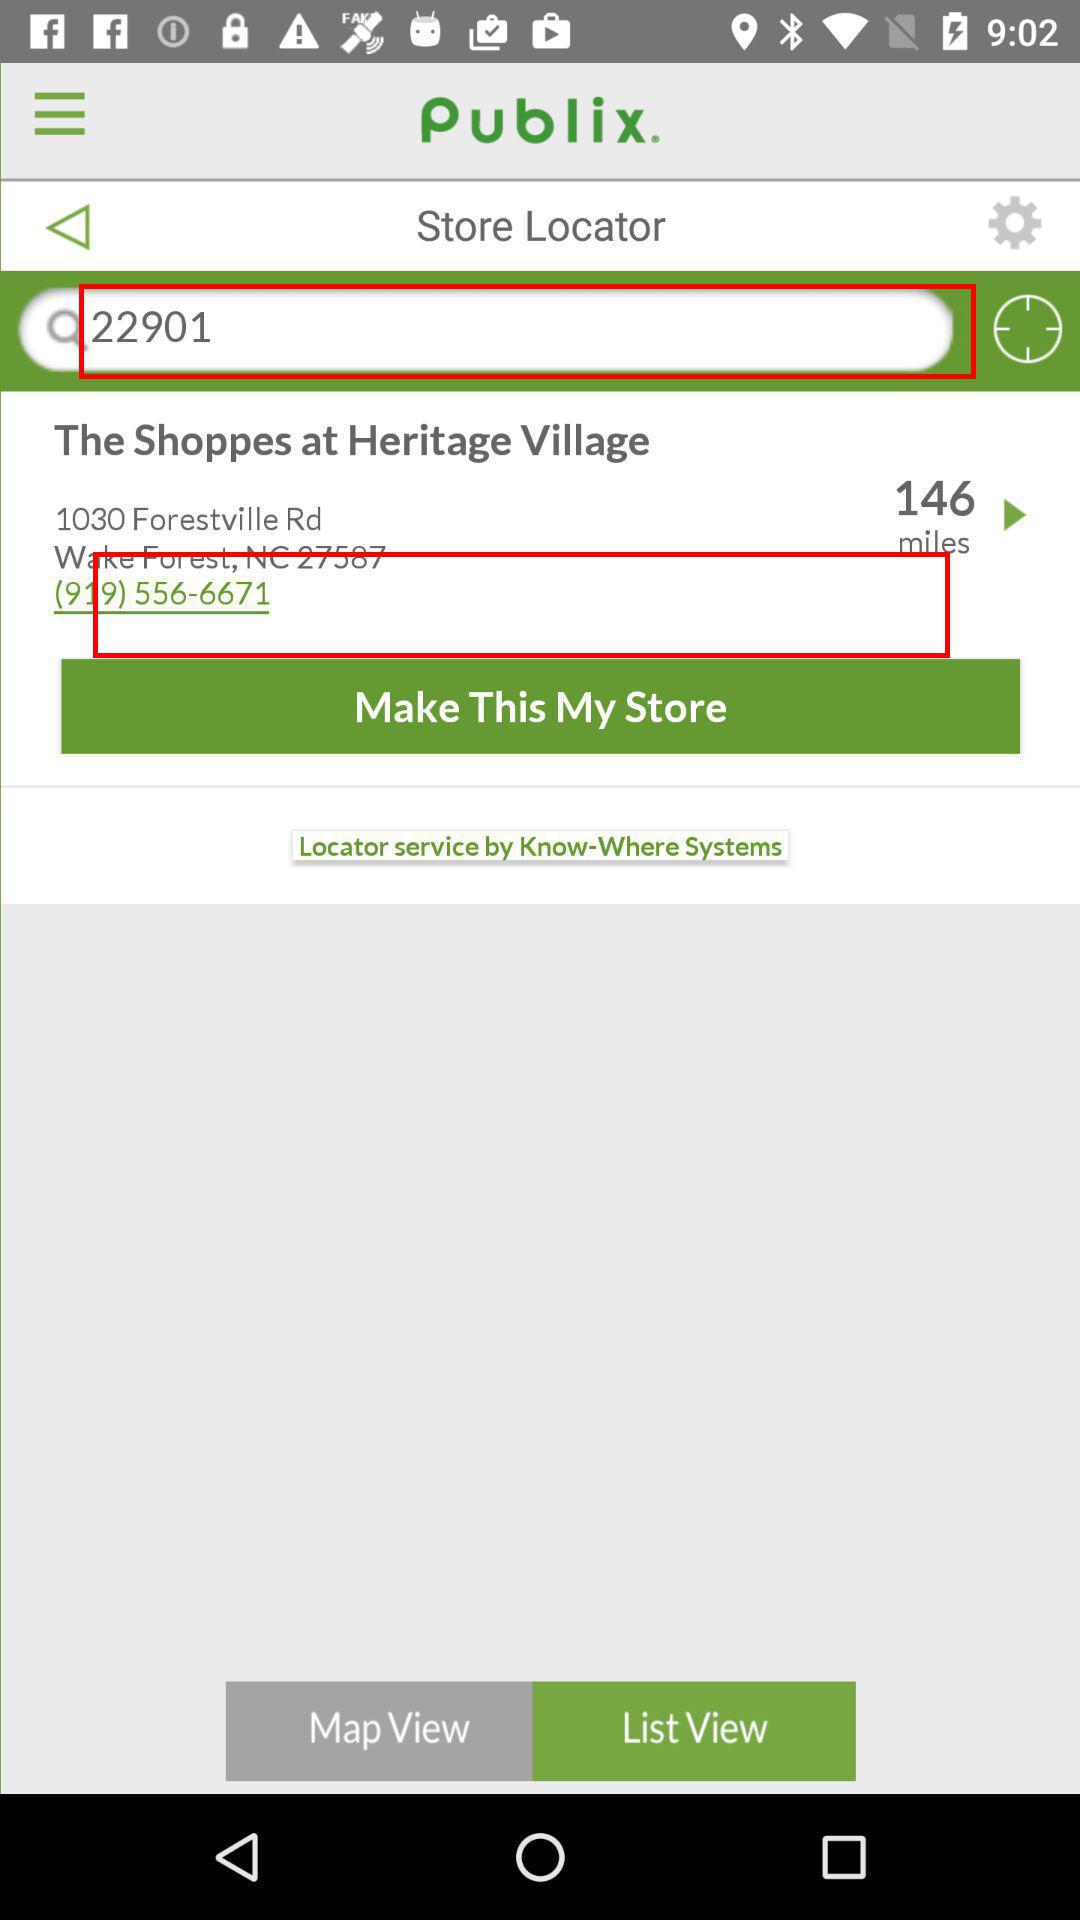 FAKE
9:02
Publix.
Store Locator
22901
The Shoppes at Heritage Village
146
miles
1030 Forestville Rd
Wake Forest, NC 27587
(919) 556-6671
Make This My Store
Locator service by Know-Where Systems
Map View
List View